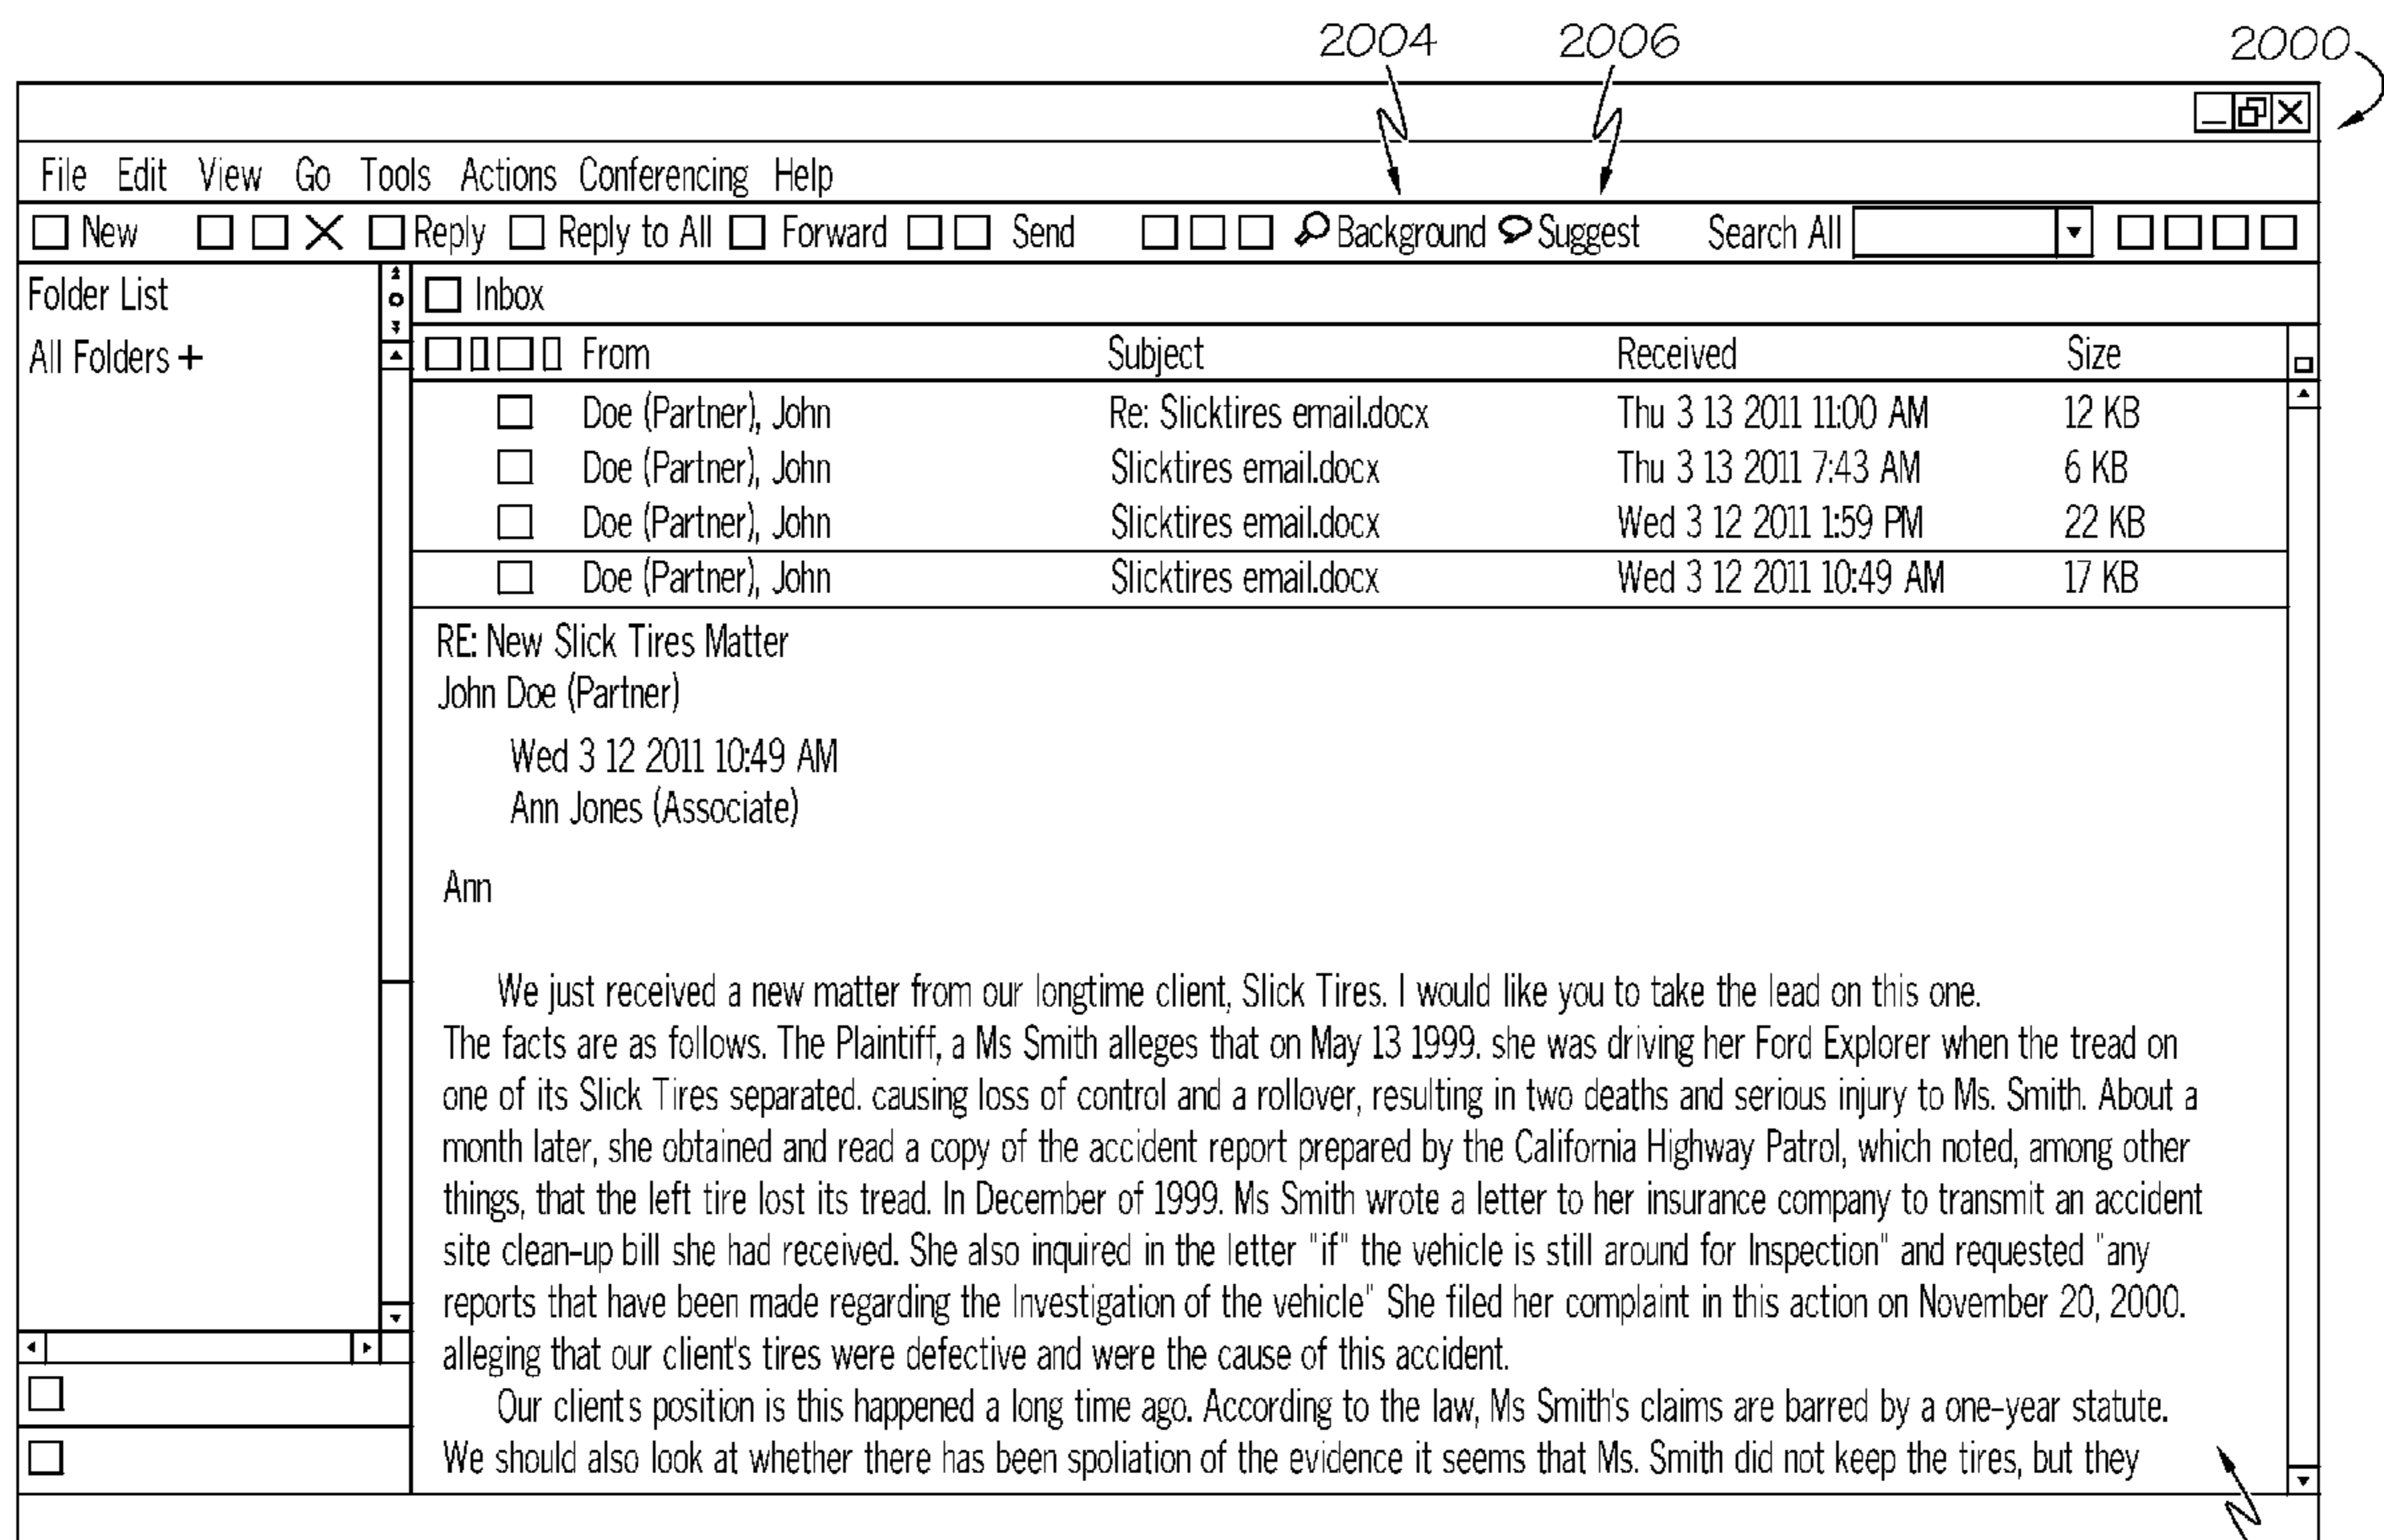 2004 2006 2000
File Edit View Go Tools Actions Conferencing Help
New Reply Reply to All Forward Send Background Suggest Search All
Folder List
All Folders +
Inbox
From Subject Received Size
Doe (Partner), John Re: Slicktires email.docx Thu 3 13 2011 11:00 AM 12 KB
Doe (Partner), John Slicktires email.docx Thu 3 13 2011 7:43 AM 6 KB
Doe (Partner), John Slicktires email.docx Wed 3 12 2011 1:59 PM 22 KB
Doe (Partner), John Slicktires email.docx Wed 3 12 2011 10:49 AM 17 KB
RE: New Slick Tires Matter
John Doe (Partner)
Wed 3 12 2011 10:49 AM
Ann Jones (Associate)
Ann
We just received a new matter from our longtime client, Slick Tires. I would like you to take the lead on this one.
The facts are as follows. The Plaintiff, a Ms Smith alleges that on May 13 1999. she was driving her Ford Explorer when the tread on
one of its Slick Tires separated. causing loss of control and a rollover, resulting in two deaths and serious injury to Ms. Smith. About a
month later, she obtained and read a copy of the accident report prepared by the California Highway Patrol, which noted, among other
things, that the left tire lost its tread. In December of 1999. Ms Smith wrote a letter to her insurance company to transmit an accident
site clean-up bill she had received. She also inquired in the letter "if" the vehicle is still around for Inspection" and requested "any
reports that have been made regarding the Investigation of the vehicle" She filed her complaint in this action on November 20, 2000.
alleging that our client's tires were defective and were the cause of this accident.
Our clients position is this happened a long time ago. According to the law, Ms Smith's claims are barred by a one-year statute.
We should also look at whether there has been spoliation of the evidence it seems that Ms. Smith did not keep the tires, but they